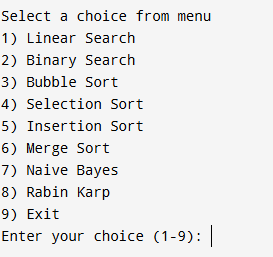 Select a choice from menu
1) Linear Search
2) Binary Search
3) Bubble Sort
4) Selection Sort
5) Insertion Sort
6) Merge Sort
7) Naive Bayes
8) Rabin Karp
9) Exit
Enter your choice (1-9):